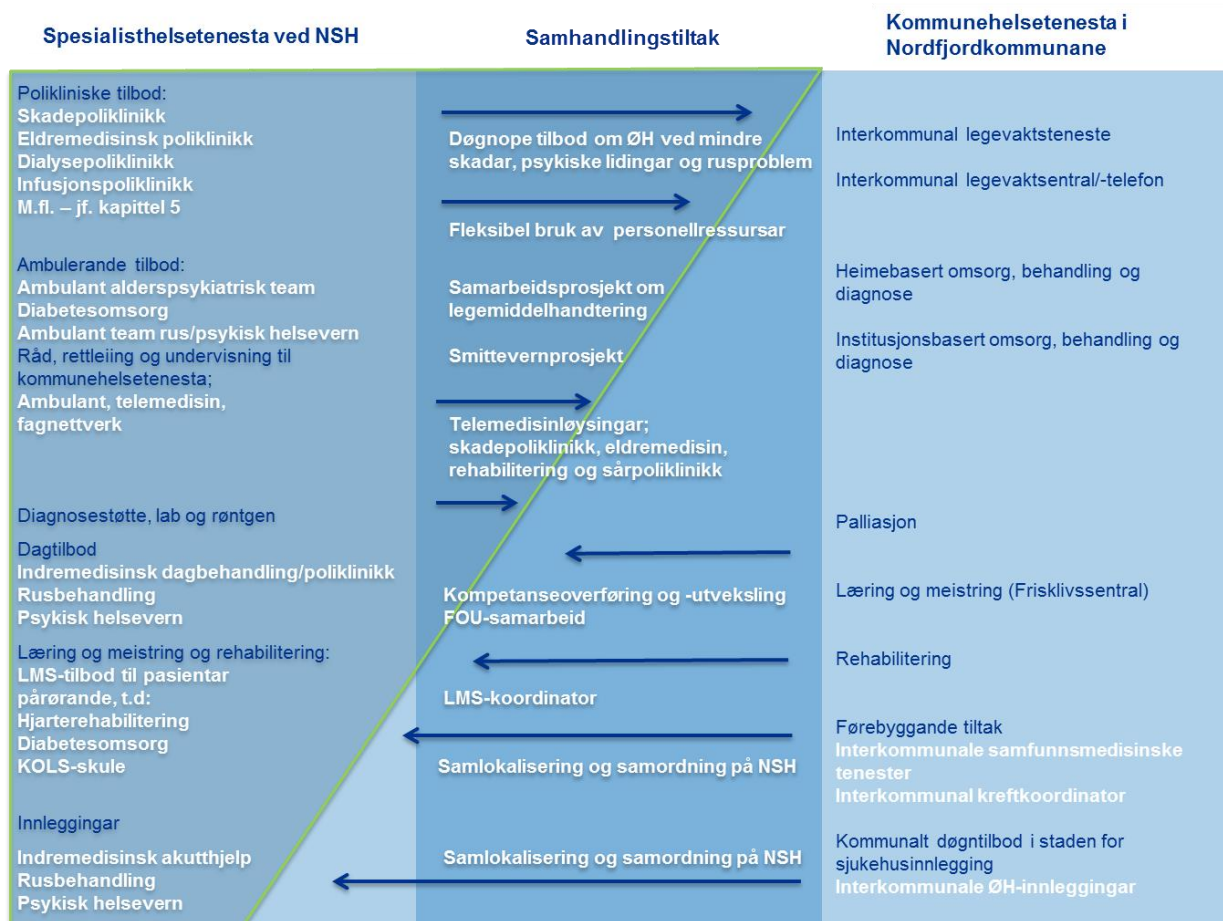 Spesialisthelsetenesta ved NSH
Samhandlingstiltak
Kommunehelsetenesta i
Nordfjordkommunane
Polikliniske tilbod:
Skadepoliklinikk
Eldremedisinsk poliklinikk
Dialysepoliklinikk
Infusjonspoliklinikk
M.fl. – jf. kapittel 5
Ambulerande tilbod:
Ambulant alderspsykiatrisk team
Diabetesomsorg
Ambulant team rus/psykisk helsevern
Råd, rettleiing og undervisning til
kommunehelsetenesta;
Ambulant, telemedisin,
fagnettverk
Diagnosestøtte, lab og røntgen
Dagtilbod
Indremedisinsk dagbehandling/poliklinikk
Rusbehandling
Psykisk helsevern
Læring og meistring og rehabilitering:
LMS-tilbod til pasientar
pårørande, t.d:
Hjarterehabilitering
Diabetesomsorg
KOLS-skule
Innleggingar
Indremedisinsk akutthjelp
Rusbehandling
Psykisk helsevern
Døgnope tilbod om ØH ved mindre
skadar, psykiske lidingar og rusproblem
Fleksibel bruk av personellressursar
Samarbeidsprosjekt om
legemiddelhandtering
Smittevernprosjekt
Telemedisinløysingar;
skadepoliklinikk, eldremedisin,
rehabilitering og sårpoliklinikk
Kompetanseoverføring og -utveksling
FOU-samarbeid
LMS-koordinator
Samlokalisering og samordning på NSH
Samlokalisering og samordning på NSH
Interkommunal legevaktsteneste
Interkommunal legevaktsentral/-telefon
Heimebasert omsorg, behandling og
diagnose
Institusjonsbasert omsorg, behandling og
diagnose
Palliasjon
Læring og meistring (Frisklivssentral)
Rehabilitering
Førebyggande tiltak
Interkommunale samfunnsmedisinske
tenester
Interkommunal kreftkoordinator
Kommunalt døgntilbod i staden for
sjukehusinnlegging
Interkommunale ØH-innleggingar